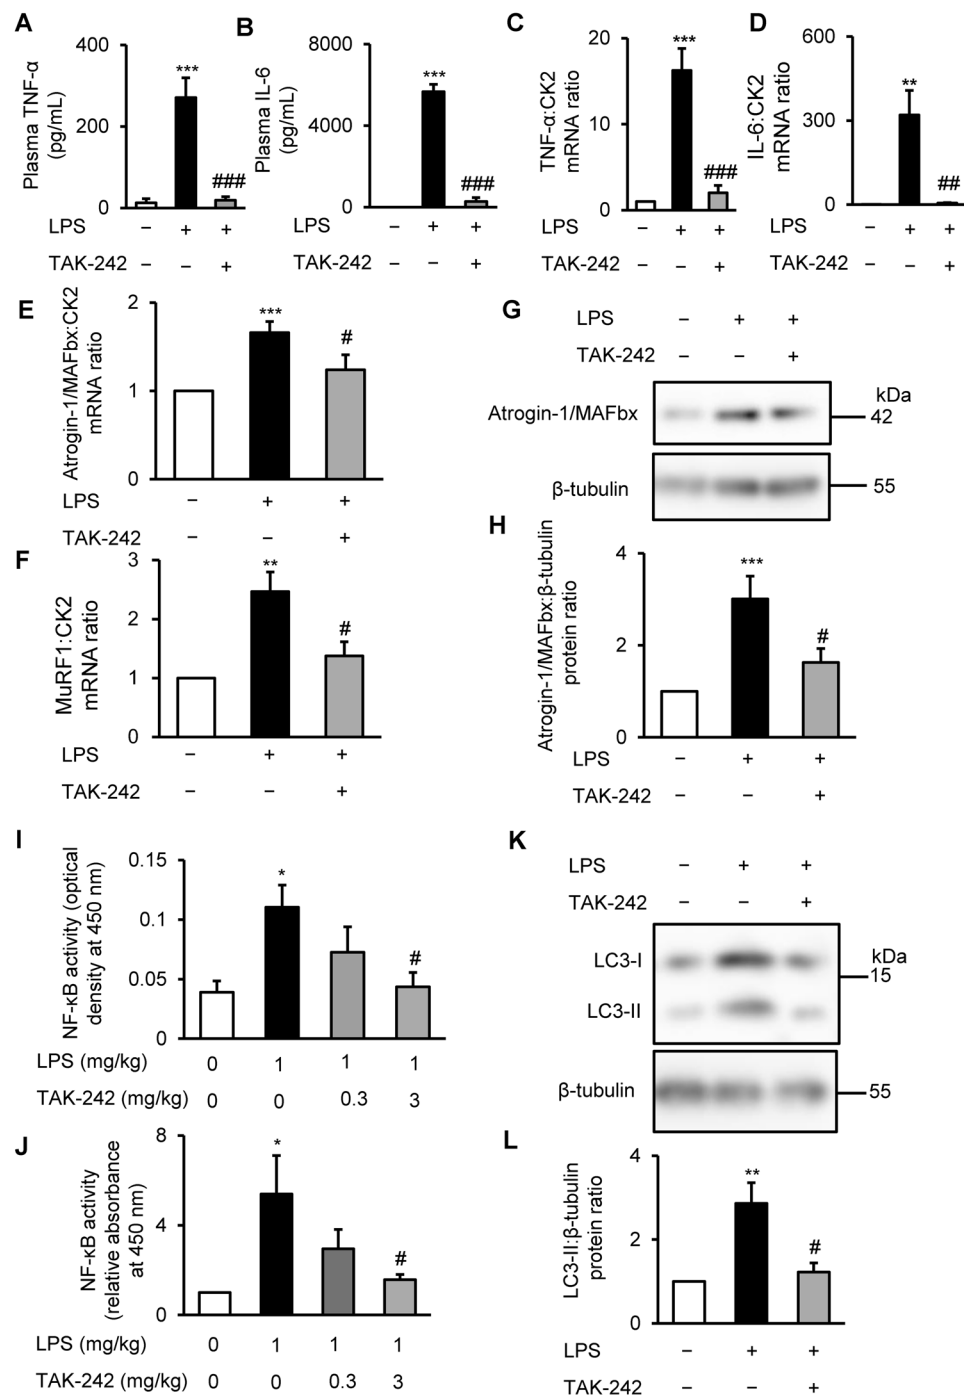 A
Plasma TNF-α
(pg/mL)
400
200
0
***
###
LPS
− + +
TAK-242
− − +
B
Plasma IL-6
(pg/mL)
8000
4000
0
***
###
LPS
− + +
TAK-242
− − +
C
TNF-α:CK2
mRNA ratio
20
10
0
***
###
LPS
− + +
TAK-242
− − +
D
IL-6:CK2
mRNA ratio
600
300
0
**
##
LPS
− + +
TAK-242
− − +
E
Atrogin-1/MAFbx:CK2
mRNA ratio
2
1
0
***
#
LPS
− + +
TAK-242
− − +
F
MuRF1:CK2
mRNA ratio
3
2
1
0
**
#
LPS
− + +
TAK-242
− − +
G
LPS
− + +
TAK-242
− − +
kDa
Atrogin-1/MAFbx
42
β-tubulin
55
H
Atrogin-1/MAFbx:β-tubulin
protein ratio
4
2
0
***
#
LPS
− + +
TAK-242
− − +
I
NF-κB activity (optical
density at 450 nm)
0.15
0.1
0.05
0
*
#
LPS (mg/kg)
0 1 1 1
TAK-242 (mg/kg)
0 0 0.3 3
J
NF-κB activity
(relative absorbance
at 450 nm)
8
4
0
*
#
LPS (mg/kg)
0 1 1 1
TAK-242 (mg/kg)
0 0 0.3 3
K
LPS
− + +
TAK-242
− − +
LC3-I
kDa
15
LC3-II
β-tubulin
55
L
LC3-II:β-tubulin
protein ratio
4
2
0
**
#
LPS
− + +
TAK-242
− − +